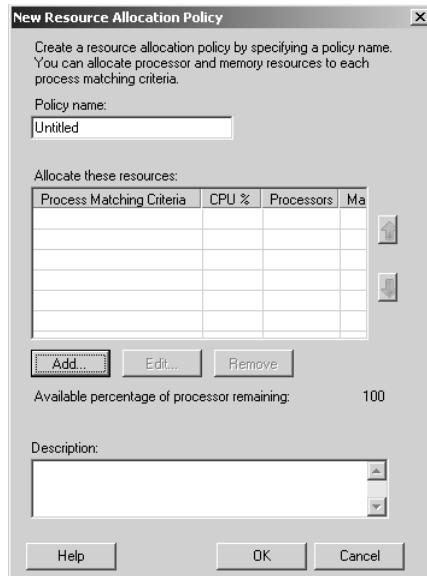 New Resource Allocation Policy
Create a resource allocation policy by specifying a policy name.
You can allocate processor and memory resources to each
process matching criteria.
Policy name:
Untitled
Allocate these resources:
Process Matching Criteria CPU % Processors Ma
Add... Edit... Remove
Available percentage of processor remaining: 100
Description:
Help OK Cancel